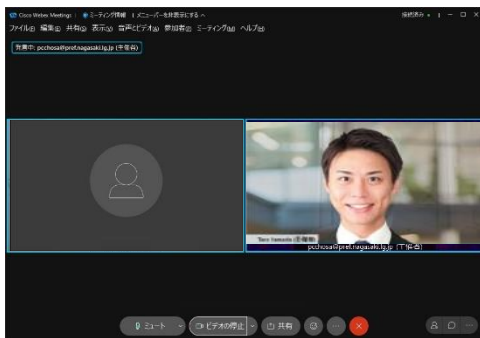 Cisco Webex Meetings ミーティング情報 メニューバーを非表示にする 接続済み
ファイル(F) 編集(E) 共有(S) 表示(V) 音声とビデオ(A) 参加者(P) ミーティング(M) ヘルプ(H)
発言中: pcchosa@pref.nagasaki.lg.jp (主催者)
pcchosa@pref.nagasaki.lg.jp (主催者)
ミュート ビデオの停止 共有